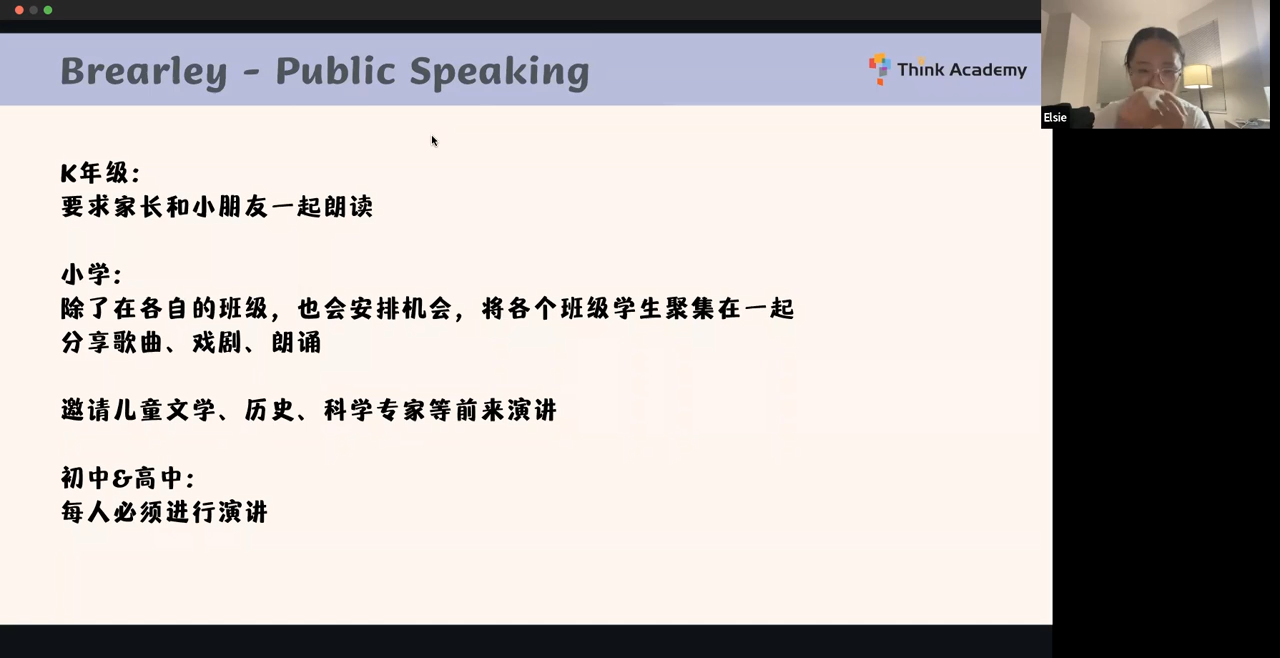 Brearley - Public Speaking
Think Academy
Elsie
K年级:
要求家长和小朋友一起朗读
小学:
除了在各自的班级，也会安排机会，将各个班级学生聚集在一起
分享歌曲、戏剧、朗诵
邀请儿童文学、历史、科学专家等前来演讲
初中&高中:
每人必须进行演讲